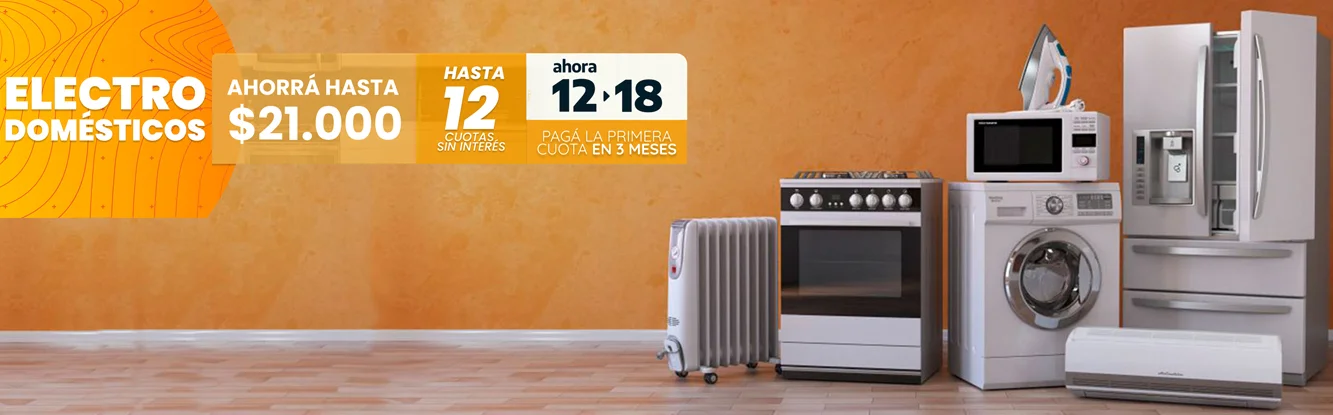 ELECTRO
DOMÉSTICOS
AHORRÁ HASTA
$21.000
HASTA
12
CUOTAS
SIN INTERÉS
ahora
12 18
PAGÁ LA PRIMERA
CUOTA EN 3 MESES